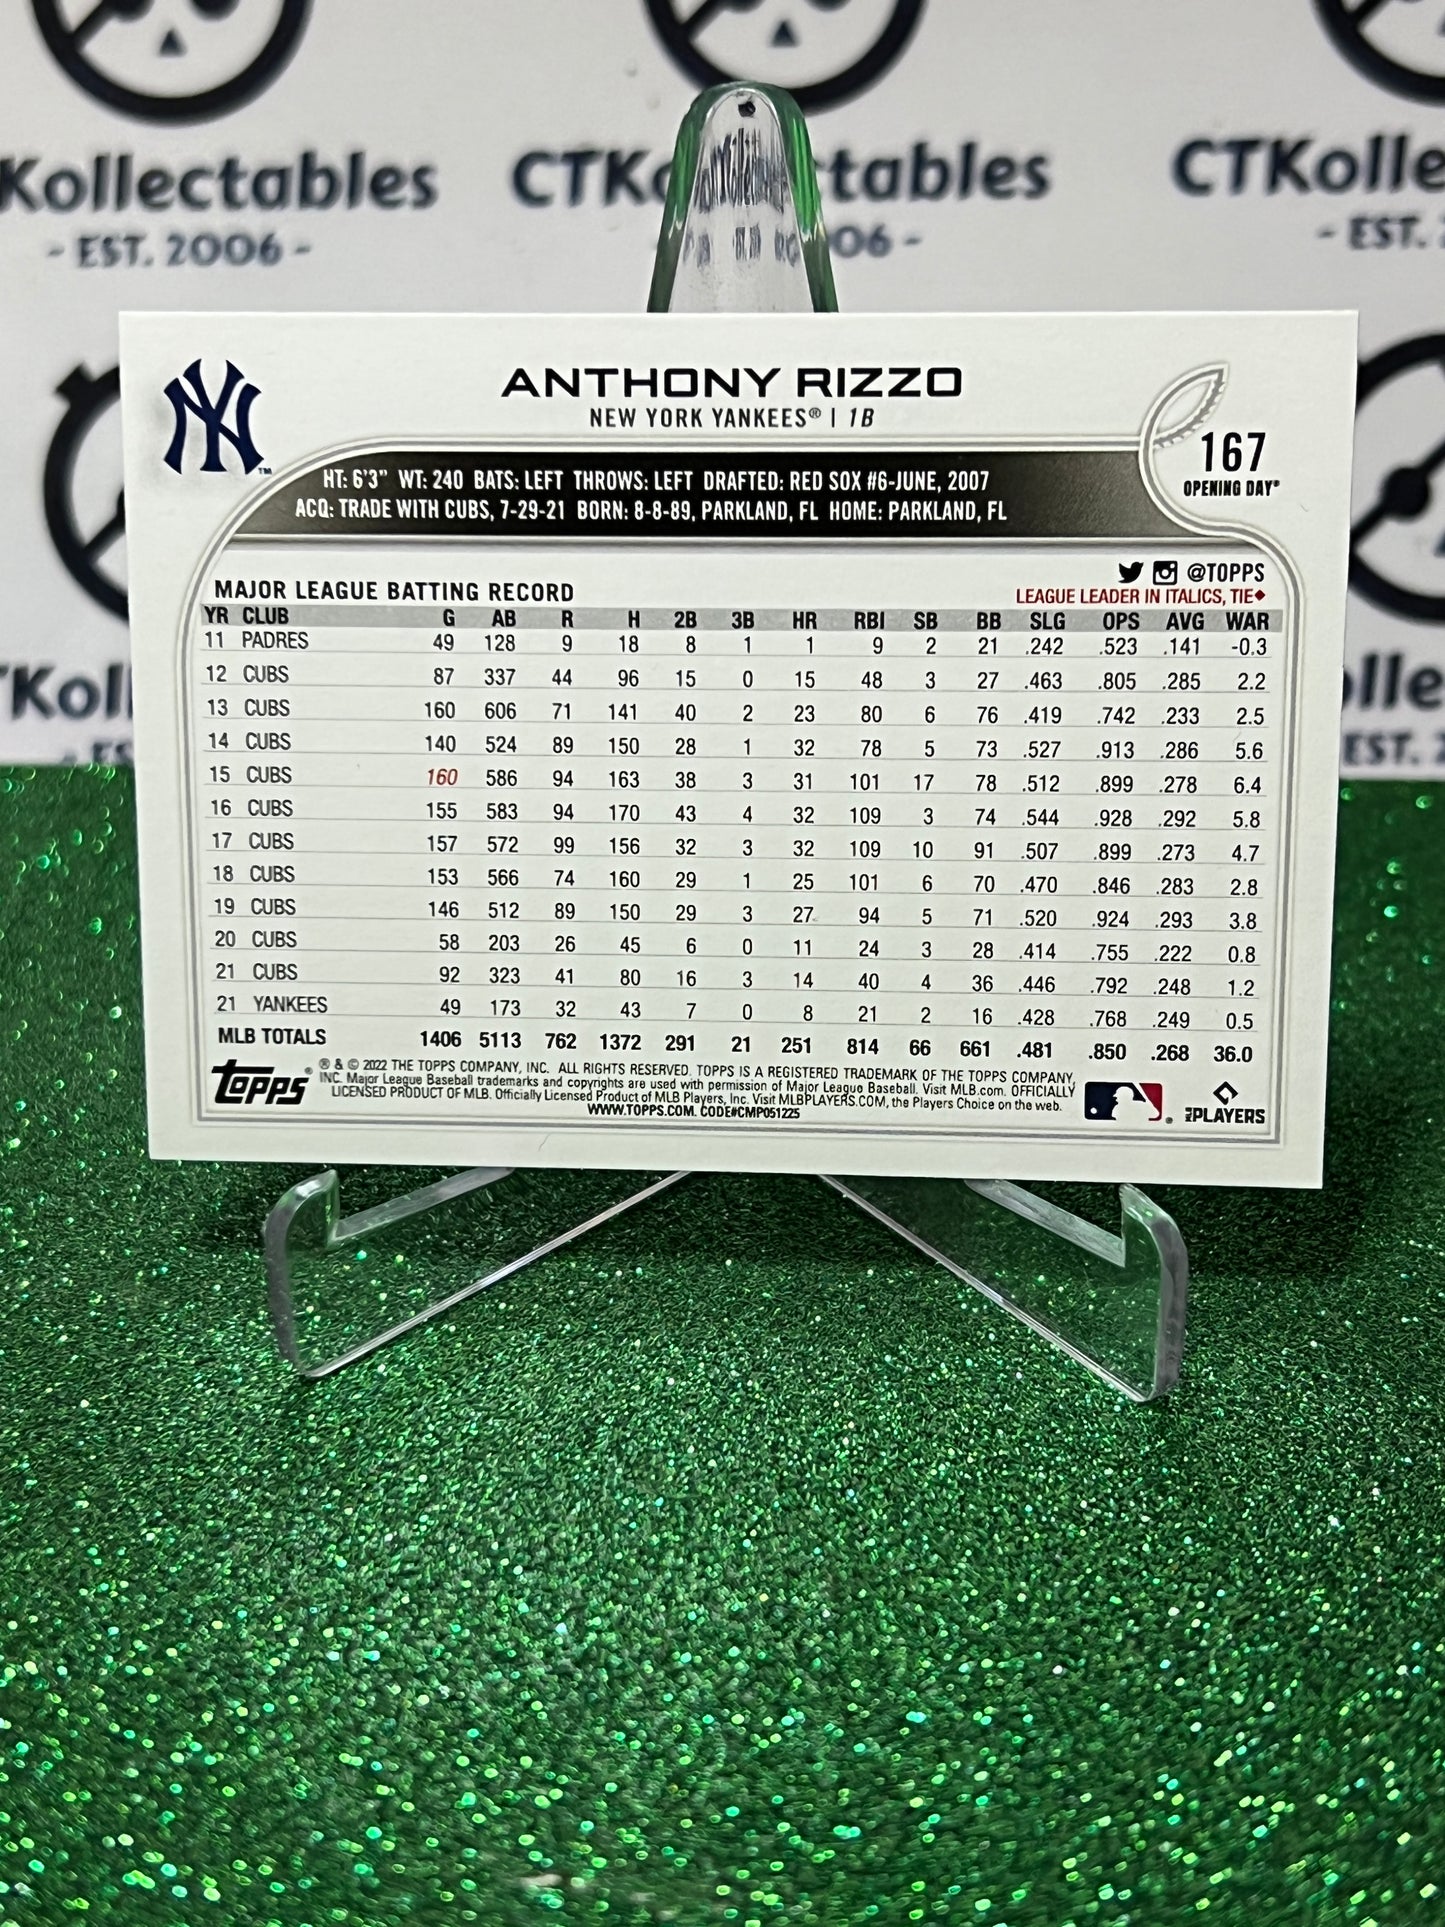 Kollectables CTKo tables CTKolle
- EST. 2006 - 06 - - EST.
ANTHONY RIZZO
NEW YORK YANKEES® | 1B
167
OPENING DAY®
HT: 6'3" WT: 240 BATS: LEFT THROWS: LEFT DRAFTED: RED SOX #6-JUNE, 2007
ACQ: TRADE WITH CUBS, 7-29-21 BORN: 8-8-89, PARKLAND, FL HOME: PARKLAND, FL
@TOPPS
MAJOR LEAGUE BATTING RECORD LEAGUE LEADER IN ITALICS, TIE◆
YR CLUB G AB R H 2B 3B HR RBI SB BB SLG OPS AVG WAR
11 PADRES 49 128 9 18 8 1 1 9 2 21 .242 .523 .141 -0.3
12 CUBS 87 337 44 96 15 0 15 48 3 27 .463 .805 .285 2.2
13 CUBS 160 606 71 141 40 2 23 80 6 76 .419 .742 .233 2.5
14 CUBS 140 524 89 150 28 1 32 78 5 73 .527 .913 .286 5.6
15 CUBS 160 586 94 163 38 3 31 101 17 78 .512 .899 .278 6.4
16 CUBS 155 583 94 170 43 4 32 109 3 74 .544 .928 .292 5.8
17 CUBS 157 572 99 156 32 3 32 109 10 91 .507 .899 .273 4.7
18 CUBS 153 566 74 160 29 1 25 101 6 70 .470 .846 .283 2.8
19 CUBS 146 512 89 150 29 3 27 94 5 71 .520 .924 .293 3.8
20 CUBS 58 203 26 45 6 0 11 24 3 28 .414 .755 .222 0.8
21 CUBS 92 323 41 80 16 3 14 40 4 36 .446 .792 .248 1.2
21 YANKEES 49 173 32 43 7 0 8 21 2 16 .428 .768 .249 0.5
MLB TOTALS 1406 5113 762 1372 291 21 251 814 66 661 .481 .850 .268 36.0
Topps® ® & © 2022 THE TOPPS COMPANY, INC. ALL RIGHTS RESERVED. TOPPS IS A REGISTERED TRADEMARK OF THE TOPPS COMPANY,
INC. Major League Baseball trademarks and copyrights are used with permission of Major League Baseball. Visit MLB.com. OFFICIALLY
LICENSED PRODUCT OF MLB. Officially Licensed Product of MLB Players, Inc. Visit MLBPLAYERS.COM, the Players Choice on the web.
WWW.TOPPS.COM. CODE#CMP051225
MLB PLAYERS